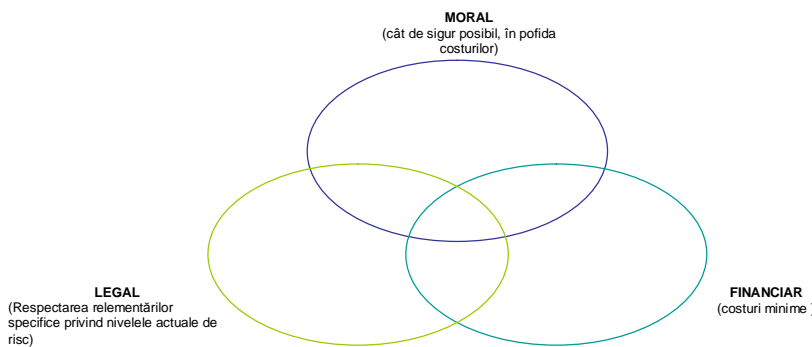 MORAL
(cât de sigur posibil, în pofida
costurilor)
LEGAL
(Respectarea relementărilor
specifice privind nivelele actuale de
risc)
FINANCIAR
(costuri minime )